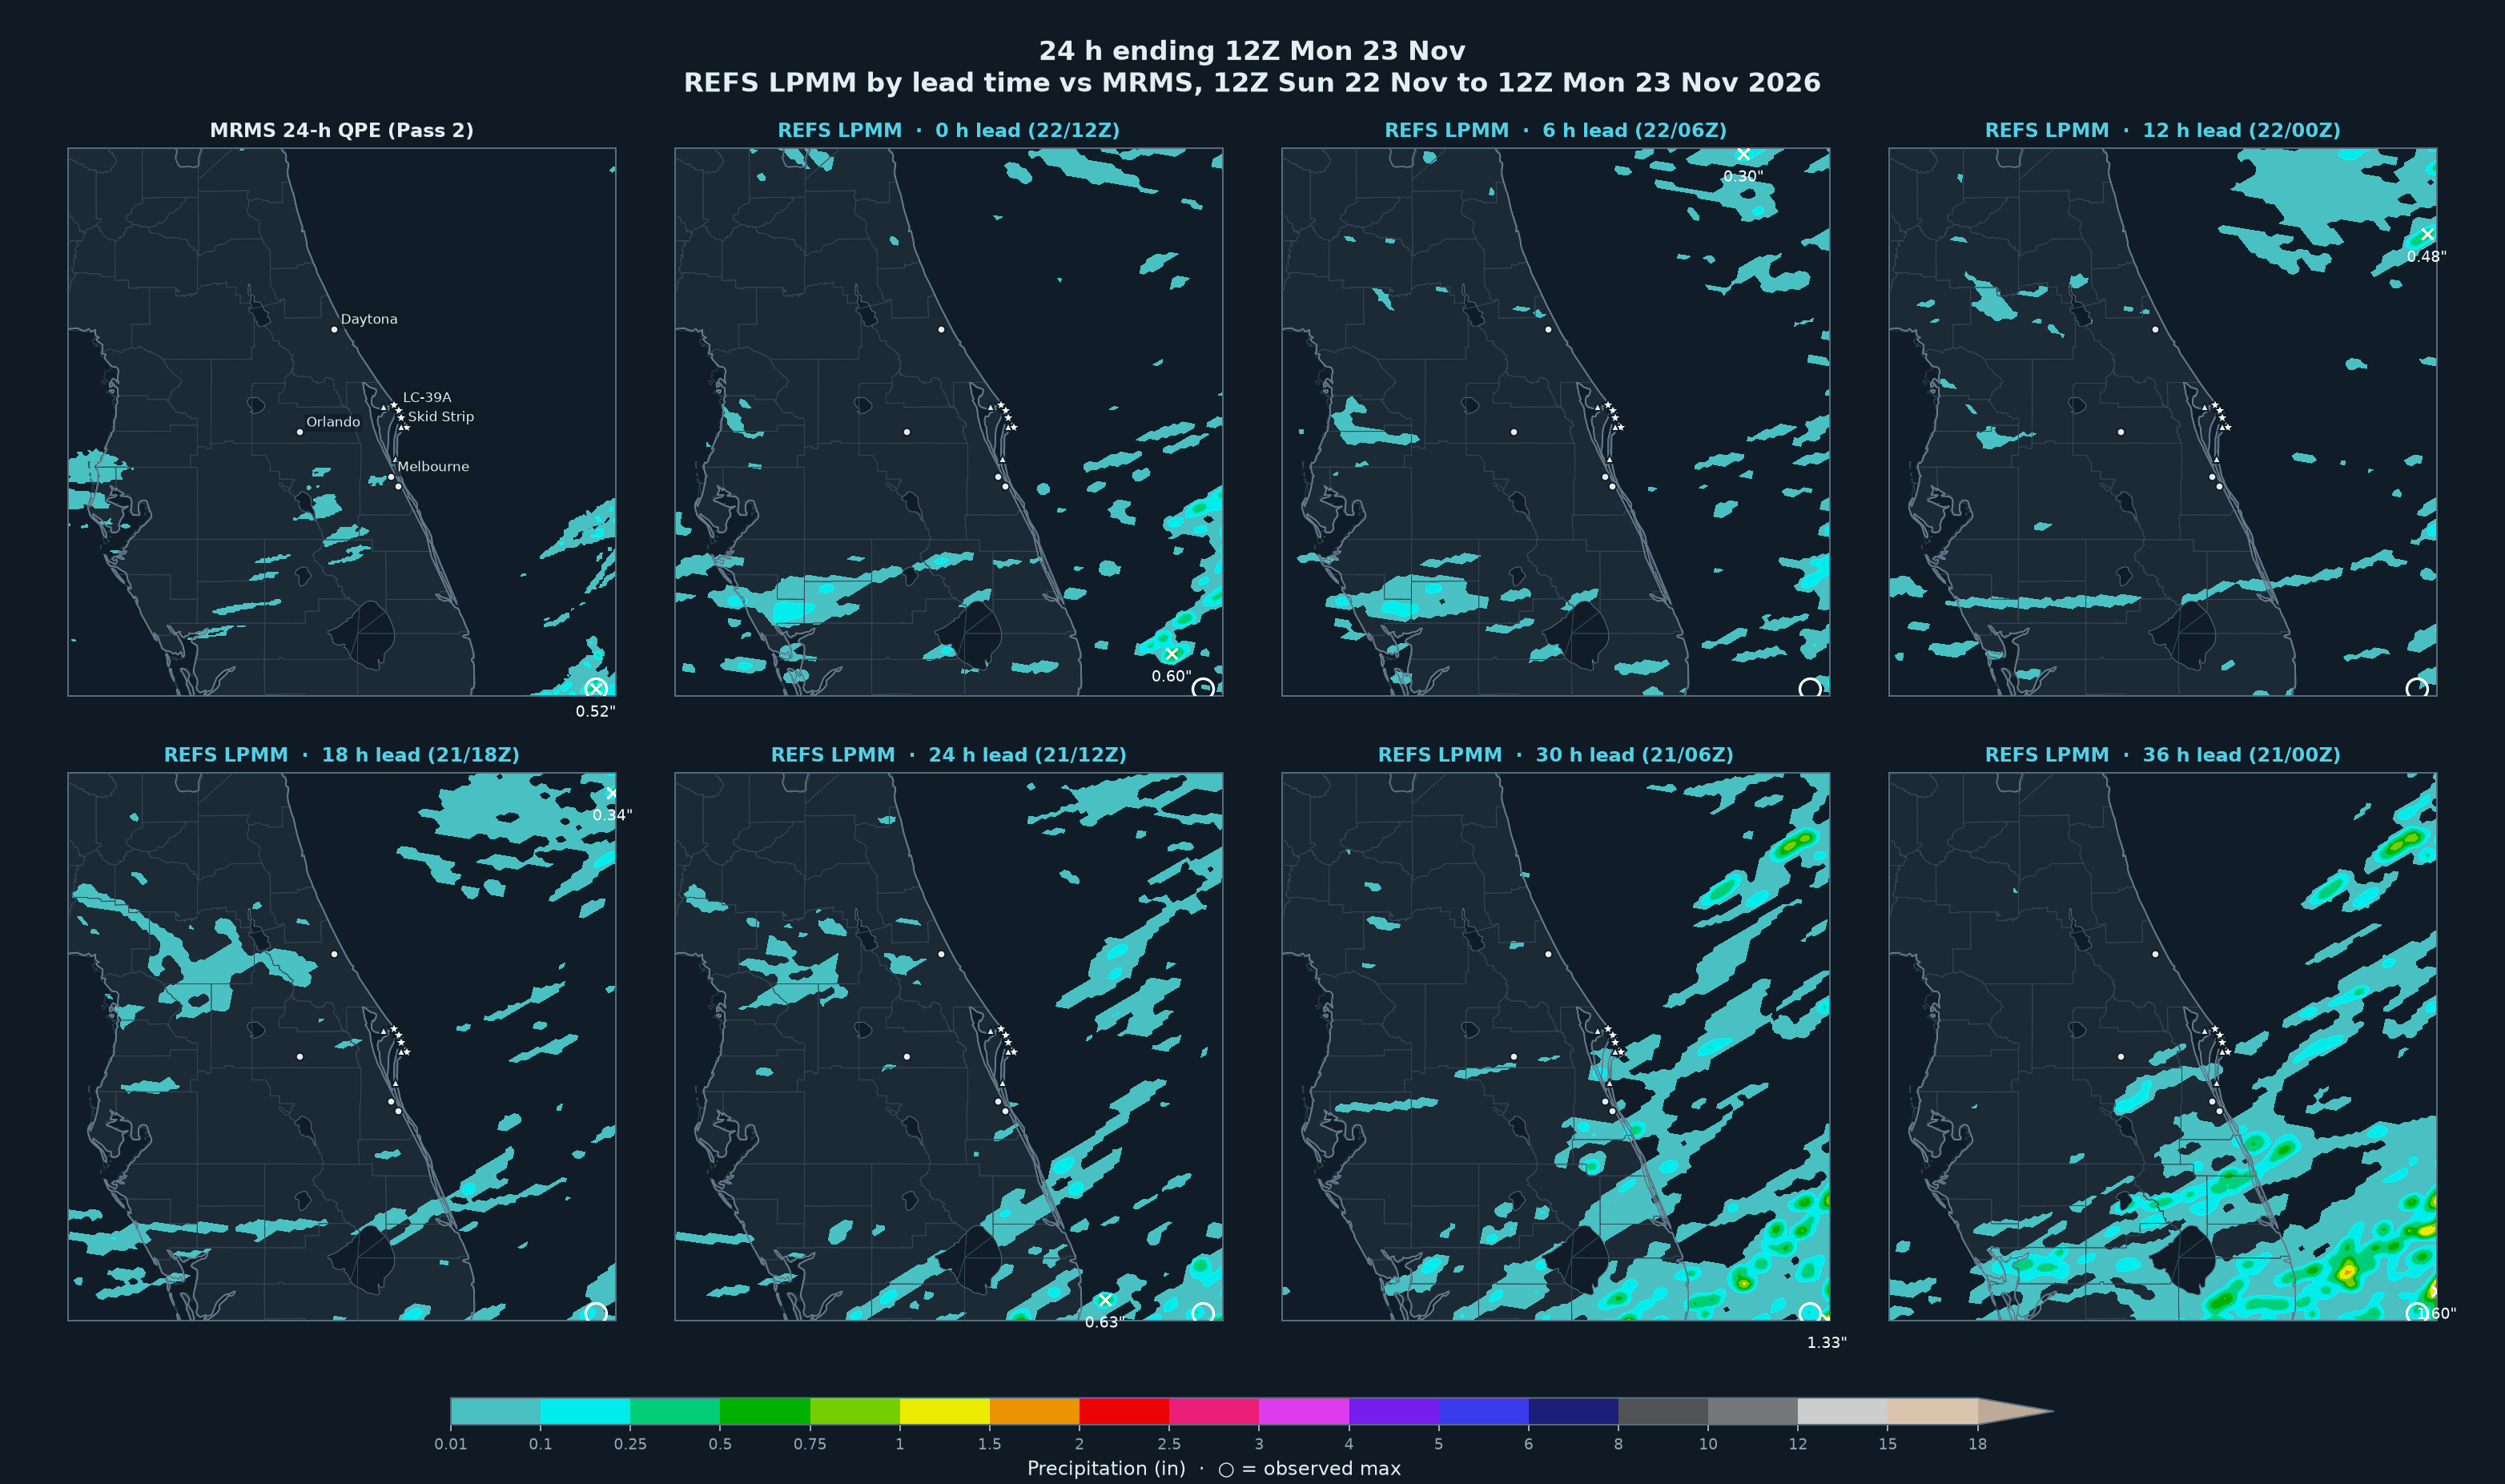 24 h ending 12Z Mon 23 Nov
REFS LPMM by lead time vs MRMS, 12Z Sun 22 Nov to 12Z Mon 23 Nov 2026
MRMS 24-h QPE (Pass 2)
REFS LPMM · 0 h lead (22/12Z)
REFS LPMM · 6 h lead (22/06Z)
REFS LPMM · 12 h lead (22/00Z)
Daytona
LC-39A
Skid Strip
Orlando
Melbourne
0.52"
0.60"
0.30"
0.48"
REFS LPMM · 18 h lead (21/18Z)
REFS LPMM · 24 h lead (21/12Z)
REFS LPMM · 30 h lead (21/06Z)
REFS LPMM · 36 h lead (21/00Z)
0.34"
0.63"
1.33"
1.60"
0.01 0.1 0.25 0.5 0.75 1 1.5 2 2.5 3 4 5 6 8 10 12 15 18
Precipitation (in) · ○ = observed max